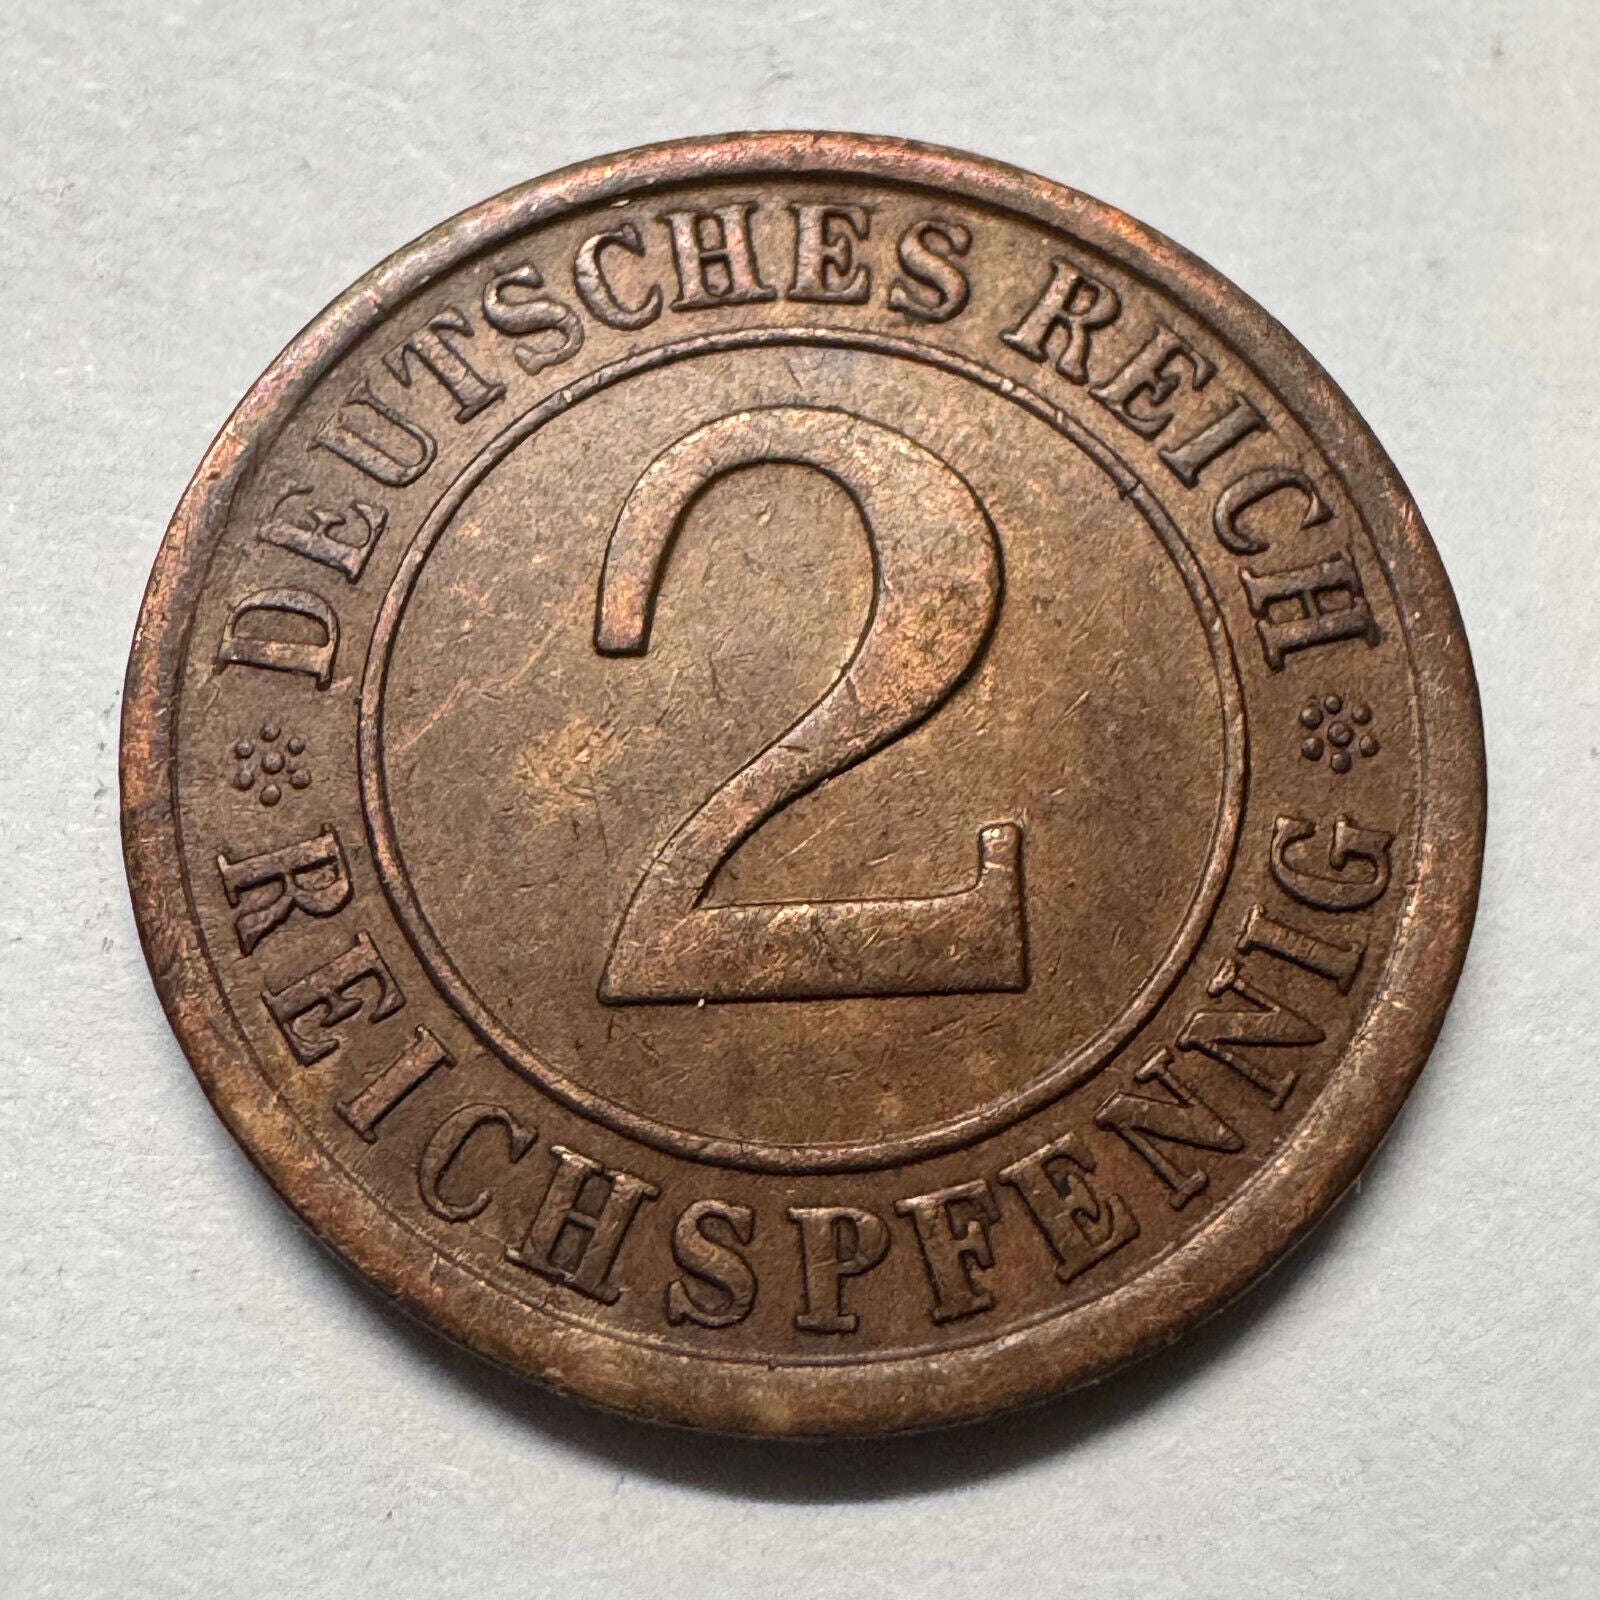 DEUTSCHES REICH
2
REICHSPFENNIG